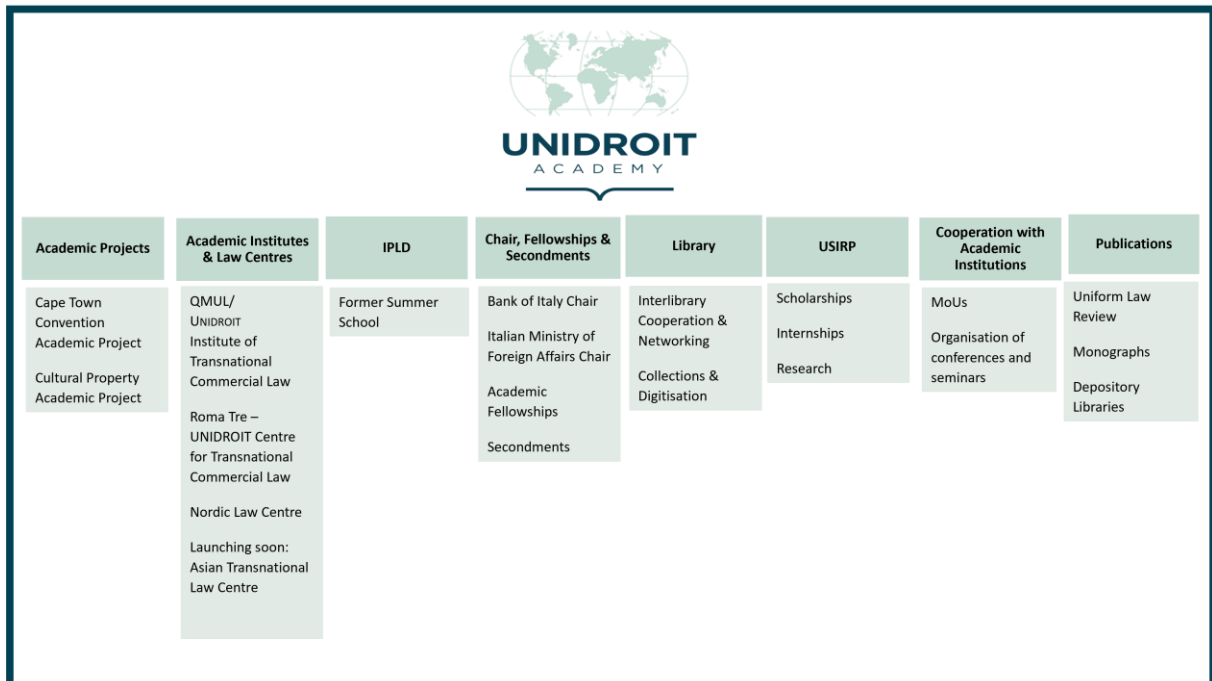 UNIDROIT
ACADEMY
Academic Projects
Cape Town
Convention
Academic Project
Cultural Property
Academic Project
Academic Institutes
& Law Centres
QMUL/
UNIDROIT
Institute of
Transnational
Commercial Law
Roma Tre –
UNIDROIT Centre
for Transnational
Commercial Law
Nordic Law Centre
Launching soon:
Asian Transnational
Law Centre
IPLD
Former Summer
School
Chair, Fellowships &
Secondments
Bank of Italy Chair
Italian Ministry of
Foreign Affairs Chair
Academic
Fellowships
Secondments
Library
Interlibrary
Cooperation &
Networking
Collections &
Digitisation
USIRP
Scholarships
Internships
Research
Cooperation with
Academic
Institutions
MoUs
Organisation of
conferences and
seminars
Publications
Uniform Law
Review
Monographs
Depository
Libraries